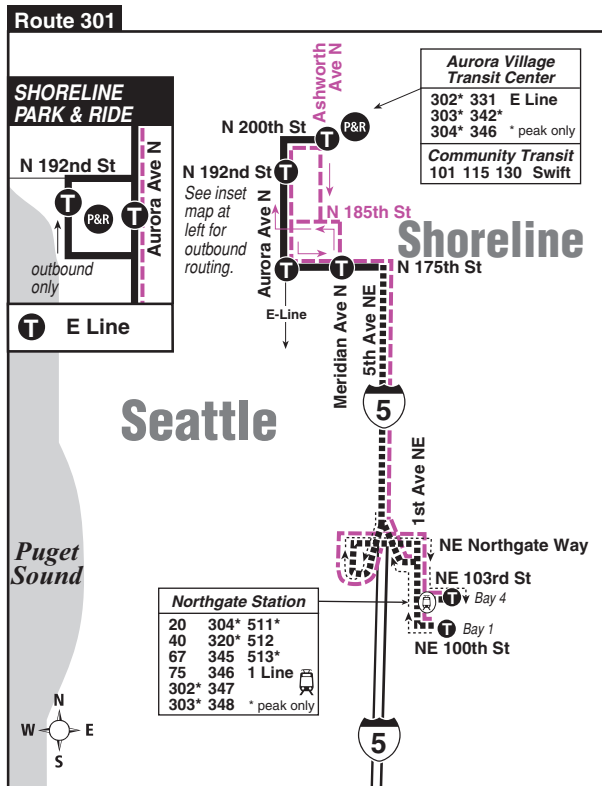 Route 301
SHORELINE
PARK & RIDE
N 192nd St
T
P&R
T
Aurora Ave N
outbound
only
T E Line
Ashworth
Ave N
N 200th St
T
P&R
Aurora Village
Transit Center
302* 331 E Line
303* 342*
304* 346 * peak only
Community Transit
101 115 130 Swift
N 192nd St
T
See inset
map at
left for
outbound
routing.
N 185th St
Shoreline
Aurora Ave N
T
T
N 175th St
E-Line
Meridian Ave N
5th Ave NE
5
Seattle
1st Ave NE
Puget
Sound
NE Northgate Way
NE 103rd St
T Bay 4
T Bay 1
NE 100th St
Northgate Station
20 304* 511*
40 320* 512
67 345 513*
75 346 1 Line
302* 347
303* 348 * peak only
N
W E
S
5